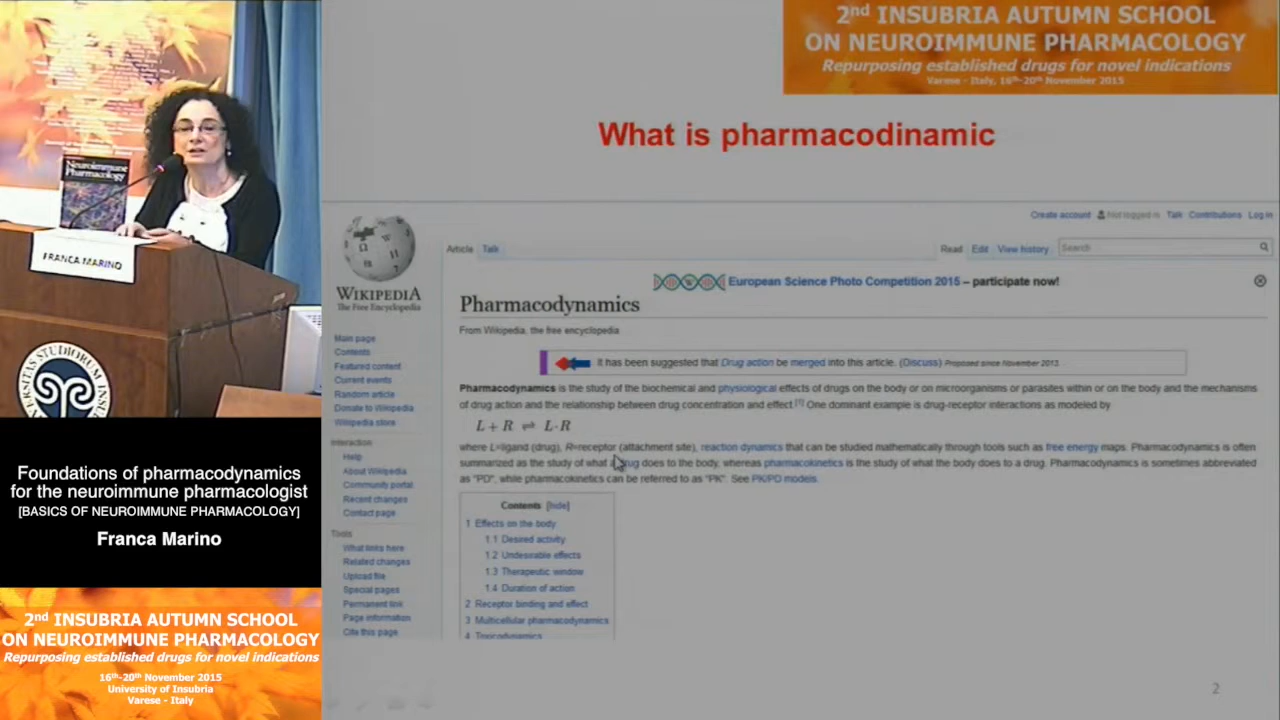 2nd INSUBRIA AUTUMN SCHOOL
ON NEUROIMMUNE PHARMACOLOGY
Repurposing established drugs for novel indications
Varese - Italy, 16th-20th November 2015
What is pharmacodinamic
Neuroimmune
Pharmacology
FRANCA MARINO
Create account Not logged in Talk Contributions Log in
Article Talk Read Edit View history Search
WIKIPEDIA
The Free Encyclopedia
European Science Photo Competition 2015 – participate now!
Pharmacodynamics
From Wikipedia, the free encyclopedia
It has been suggested that Drug action be merged into this article. (Discuss) Proposed since November 2013.
Pharmacodynamics is the study of the biochemical and physiological effects of drugs on the body or on microorganisms or parasites within or on the body and the mechanisms
of drug action and the relationship between drug concentration and effect.[1] One dominant example is drug-receptor interactions as modeled by
L + R ⇌ L·R
where L=ligand (drug), R=receptor (attachment site), reaction dynamics that can be studied mathematically through tools such as free energy maps. Pharmacodynamics is often
summarized as the study of what a drug does to the body, whereas pharmacokinetics is the study of what the body does to a drug. Pharmacodynamics is sometimes abbreviated
as "PD", while pharmacokinetics can be referred to as "PK". See PK/PD models.
Main page
Contents
Featured content
Current events
Random article
Donate to Wikipedia
Wikipedia store
Interaction
Help
About Wikipedia
Community portal
Recent changes
Contact page
Tools
What links here
Related changes
Upload file
Special pages
Permanent link
Page information
Cite this page
Contents [hide]
1 Effects on the body
1.1 Desired activity
1.2 Undesirable effects
1.3 Therapeutic window
1.4 Duration of action
2 Receptor binding and effect
3 Multicellular pharmacodynamics
4 Toxicodynamics
2
Foundations of pharmacodynamics
for the neuroimmune pharmacologist
[BASICS OF NEUROIMMUNE PHARMACOLOGY]
Franca Marino
2nd INSUBRIA AUTUMN SCHOOL
ON NEUROIMMUNE PHARMACOLOGY
Repurposing established drugs for novel indications
16th-20th November 2015
University of Insubria
Varese - Italy